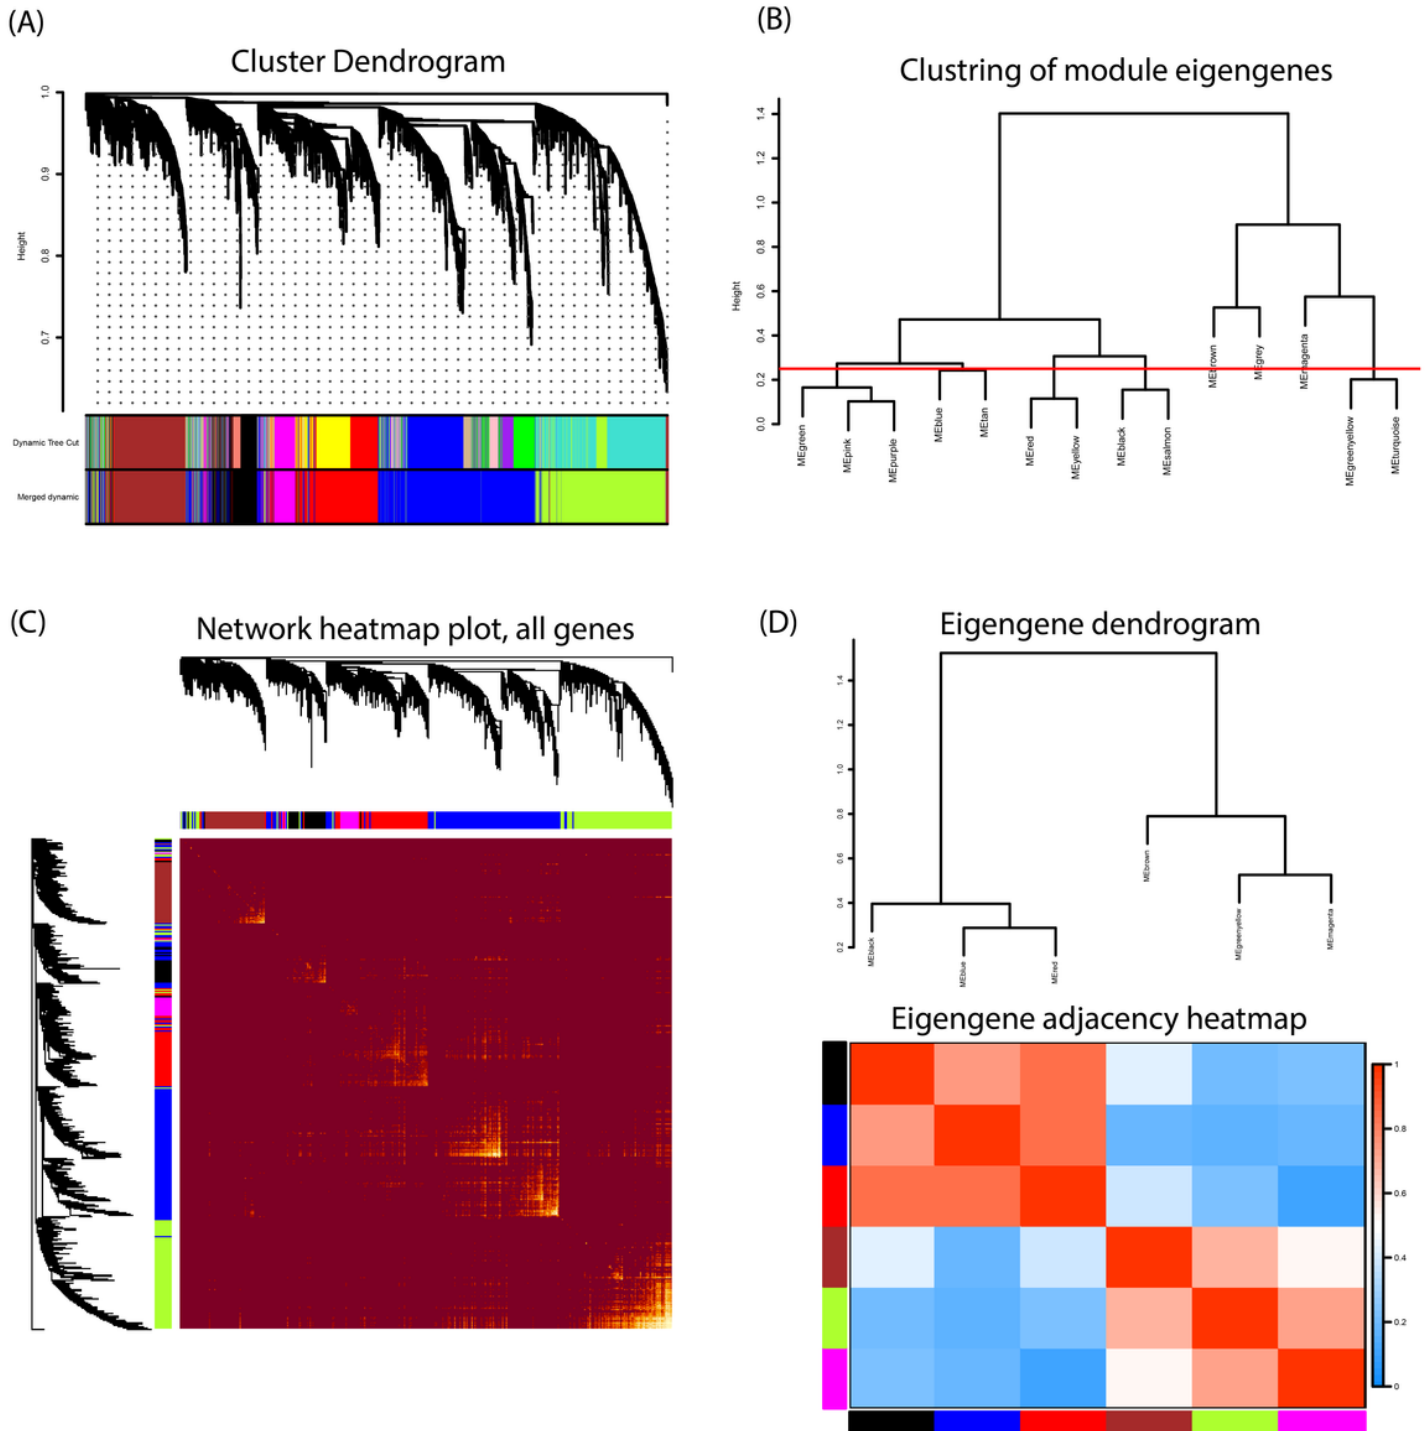 (A)
Cluster Dendrogram
1.0
0.9
0.8
0.7
Height
Dynamic Tree Cut
Merged dynamic
(B)
Clustring of module eigengenes
1.4
1.2
1.0
0.8
0.6
0.4
0.2
0.0
Height
MEgreen
MEpink
MEpurple
MEblue
MEtan
MEred
MEyellow
MEblack
MEsalmon
MEbrown
MEgrey
MEmagenta
MEgreenyellow
MEturquoise
(C)
Network heatmap plot, all genes
(D)
Eigengene dendrogram
1.4
1.2
1.0
0.8
0.6
0.4
0.2
MEblack
MEblue
MEred
MEbrown
MEgreenyellow
MEmagenta
Eigengene adjacency heatmap
1
0.8
0.6
0.4
0.2
0